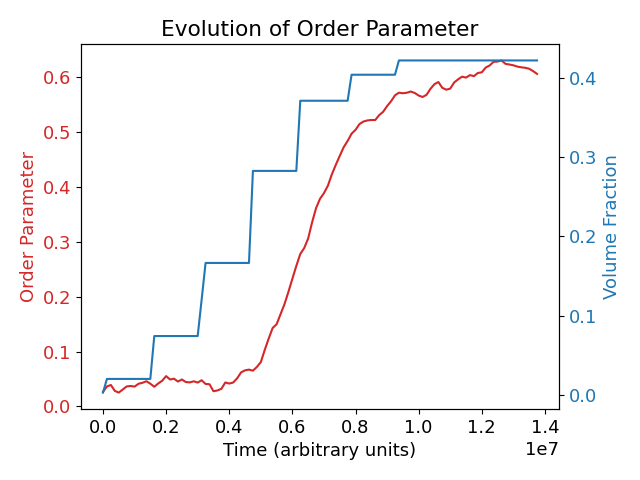 Evolution of Order Parameter
0.6
0.5
0.4
0.3
0.2
0.1
0.0
Order Parameter
0.4
0.3
0.2
0.1
0.0
Volume Fraction
0.0 0.2 0.4 0.6 0.8 1.0 1.2 1.4
1e7
Time (arbitrary units)